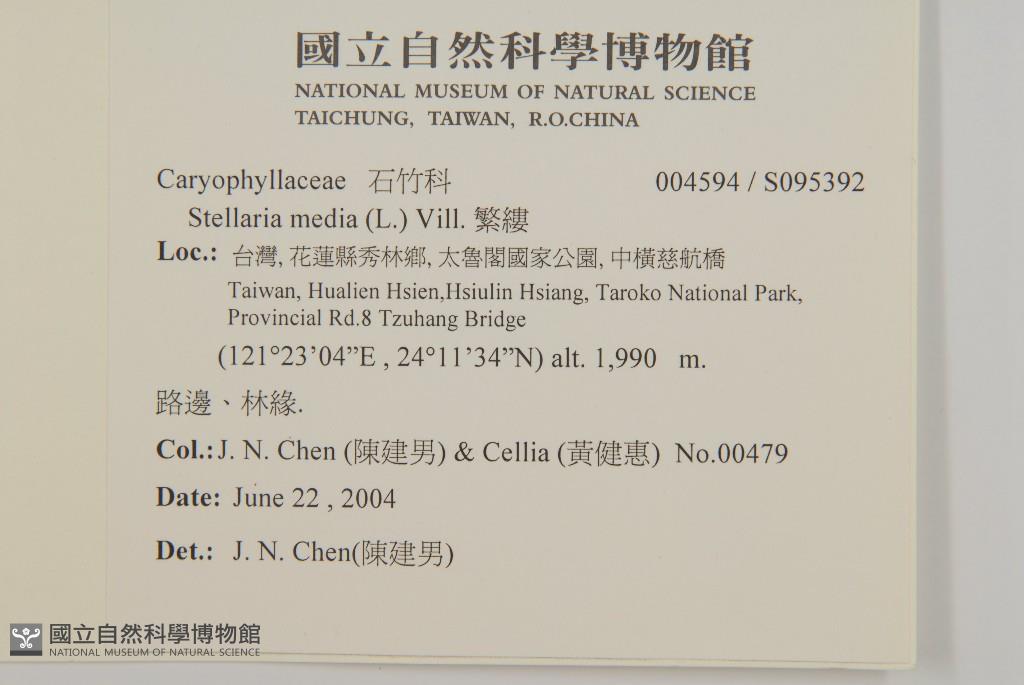 國立自然科學博物館
NATIONAL MUSEUM OF NATURAL SCIENCE
TAICHUNG, TAIWAN, R.O.CHINA
Caryophyllaceae 石竹科 004594 / S095392
Stellaria media (L.) Vill. 繁縷
Loc.: 台灣, 花蓮縣秀林鄉, 太魯閣國家公園, 中橫慈航橋
Taiwan, Hualien Hsien,Hsiulin Hsiang, Taroko National Park,
Provincial Rd.8 Tzuhang Bridge
(121°23’04”E , 24°11’34”N) alt. 1,990 m.
路邊、林緣.
Col.: J. N. Chen (陳建男) & Cellia (黃健惠) No.00479
Date: June 22 , 2004
Det.: J. N. Chen(陳建男)
國立自然科學博物館
NATIONAL MUSEUM OF NATURAL SCIENCE